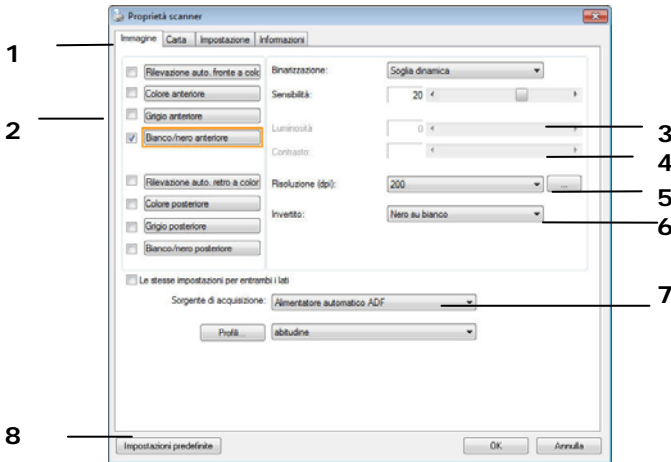 Proprietà scanner
Immagine Carta Impostazione Informazioni
1
Rilevazione auto. fronte a colo
Binarizzazione: Soglia dinamica
Colore anteriore
Sensibilità: 20
2
Grigio anteriore
Luminosità 0
3
Bianco/nero anteriore
Contrasto:
4
Rilevazione auto. retro a color
Risoluzione (dpi): 200 ...
5
Colore posteriore
Invertito: Nero su bianco
6
Grigio posteriore
Bianco/nero posteriore
Le stesse impostazioni per entrambi i lati
Sorgente di acquisizione: Alimentatore automatico ADF
7
Profili... abitudine
8
Impostazioni predefinite OK Annulla